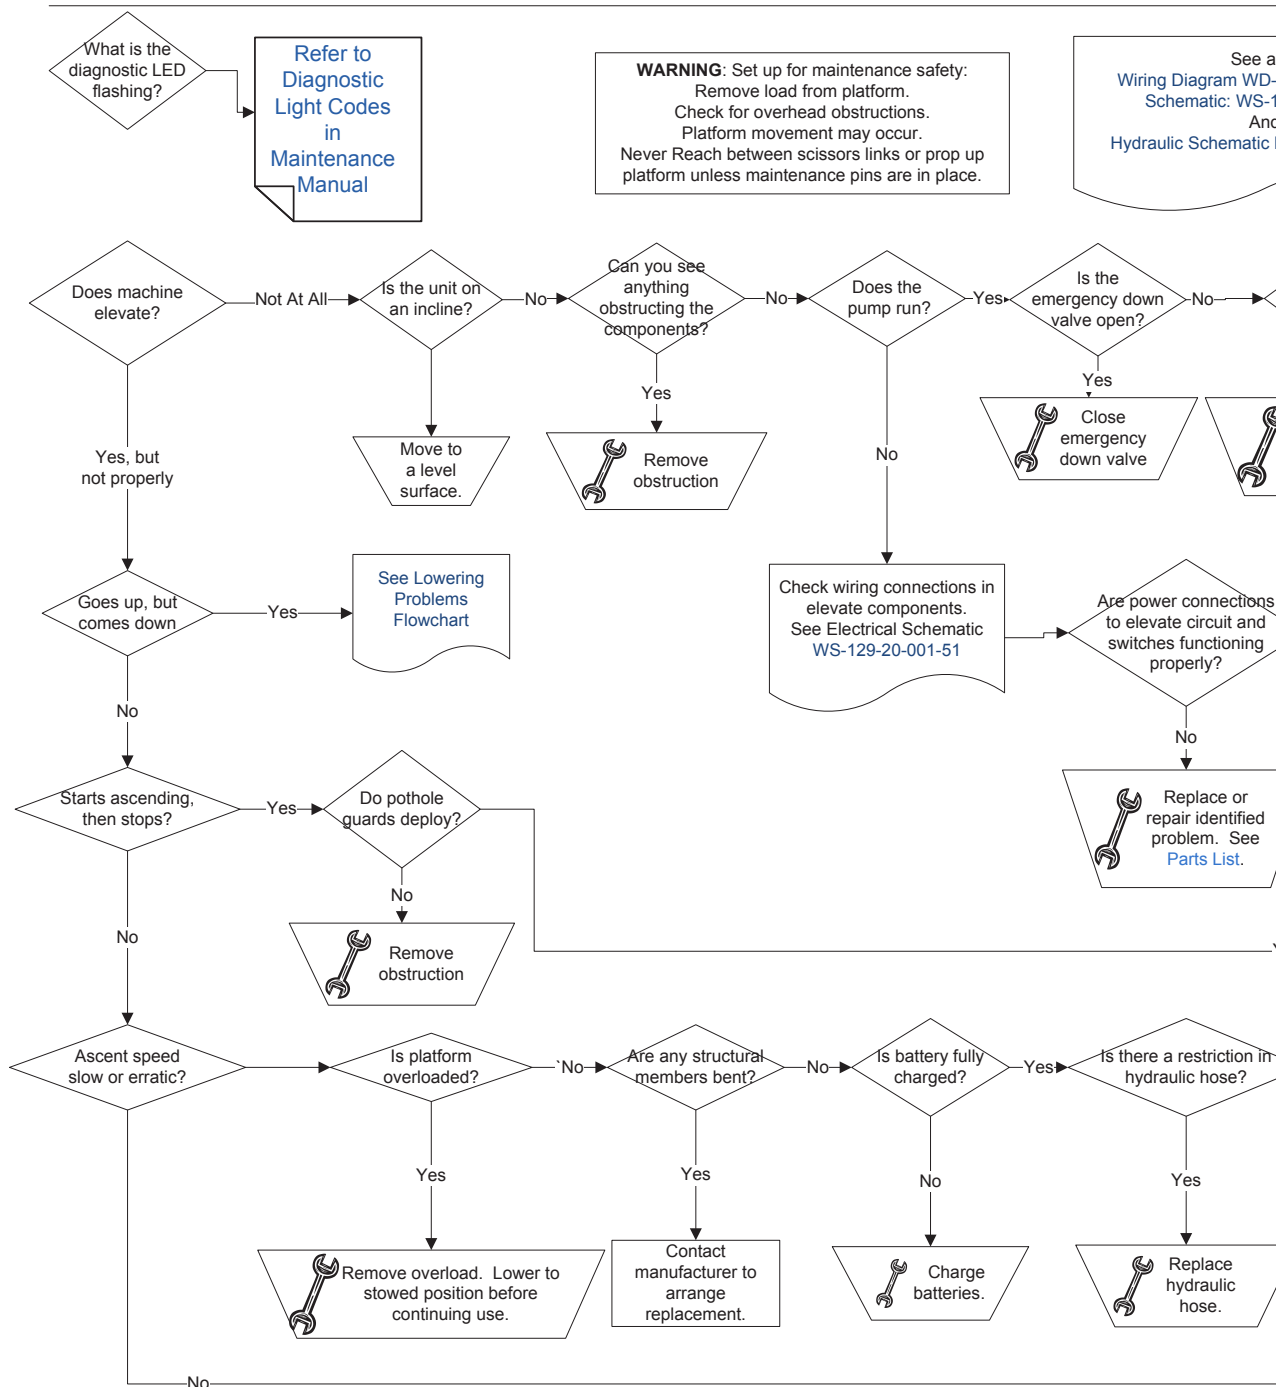 What is the
diagnostic LED
flashing?
Refer to
Diagnostic
Light Codes
in
Maintenance
Manual
WARNING: Set up for maintenance safety:
Remove load from platform.
Check for overhead obstructions.
Platform movement may occur.
Never Reach between scissors links or prop up
platform unless maintenance pins are in place.
See a
Wiring Diagram WD-
Schematic: WS-1
And
Hydraulic Schematic
Does machine
elevate?
Not At All
Is the unit on
an incline?
No
Can you see
anything
obstructing the
components?
No
Does the
pump run?
Yes
Is the
emergency down
valve open?
No
Yes, but
not properly
Move to
a level
surface.
Yes
Remove
obstruction
No
Yes
Close
emergency
down valve
Goes up, but
comes down
Yes
See Lowering
Problems
Flowchart
Check wiring connections in
elevate components.
See Electrical Schematic
WS-129-20-001-51
Are power connections
to elevate circuit and
switches functioning
properly?
No
No
Replace or
repair identified
problem. See
Parts List.
Starts ascending,
then stops?
Yes
Do pothole
guards deploy?
No
Remove
obstruction
No
Ascent speed
slow or erratic?
Is platform
overloaded?
`No
Are any structural
members bent?
No
Is battery fully
charged?
Yes
Is there a restriction in
hydraulic hose?
Yes
Yes
No
Yes
Remove overload. Lower to
stowed position before
continuing use.
Contact
manufacturer to
arrange
replacement.
Charge
batteries.
Replace
hydraulic
hose.
No